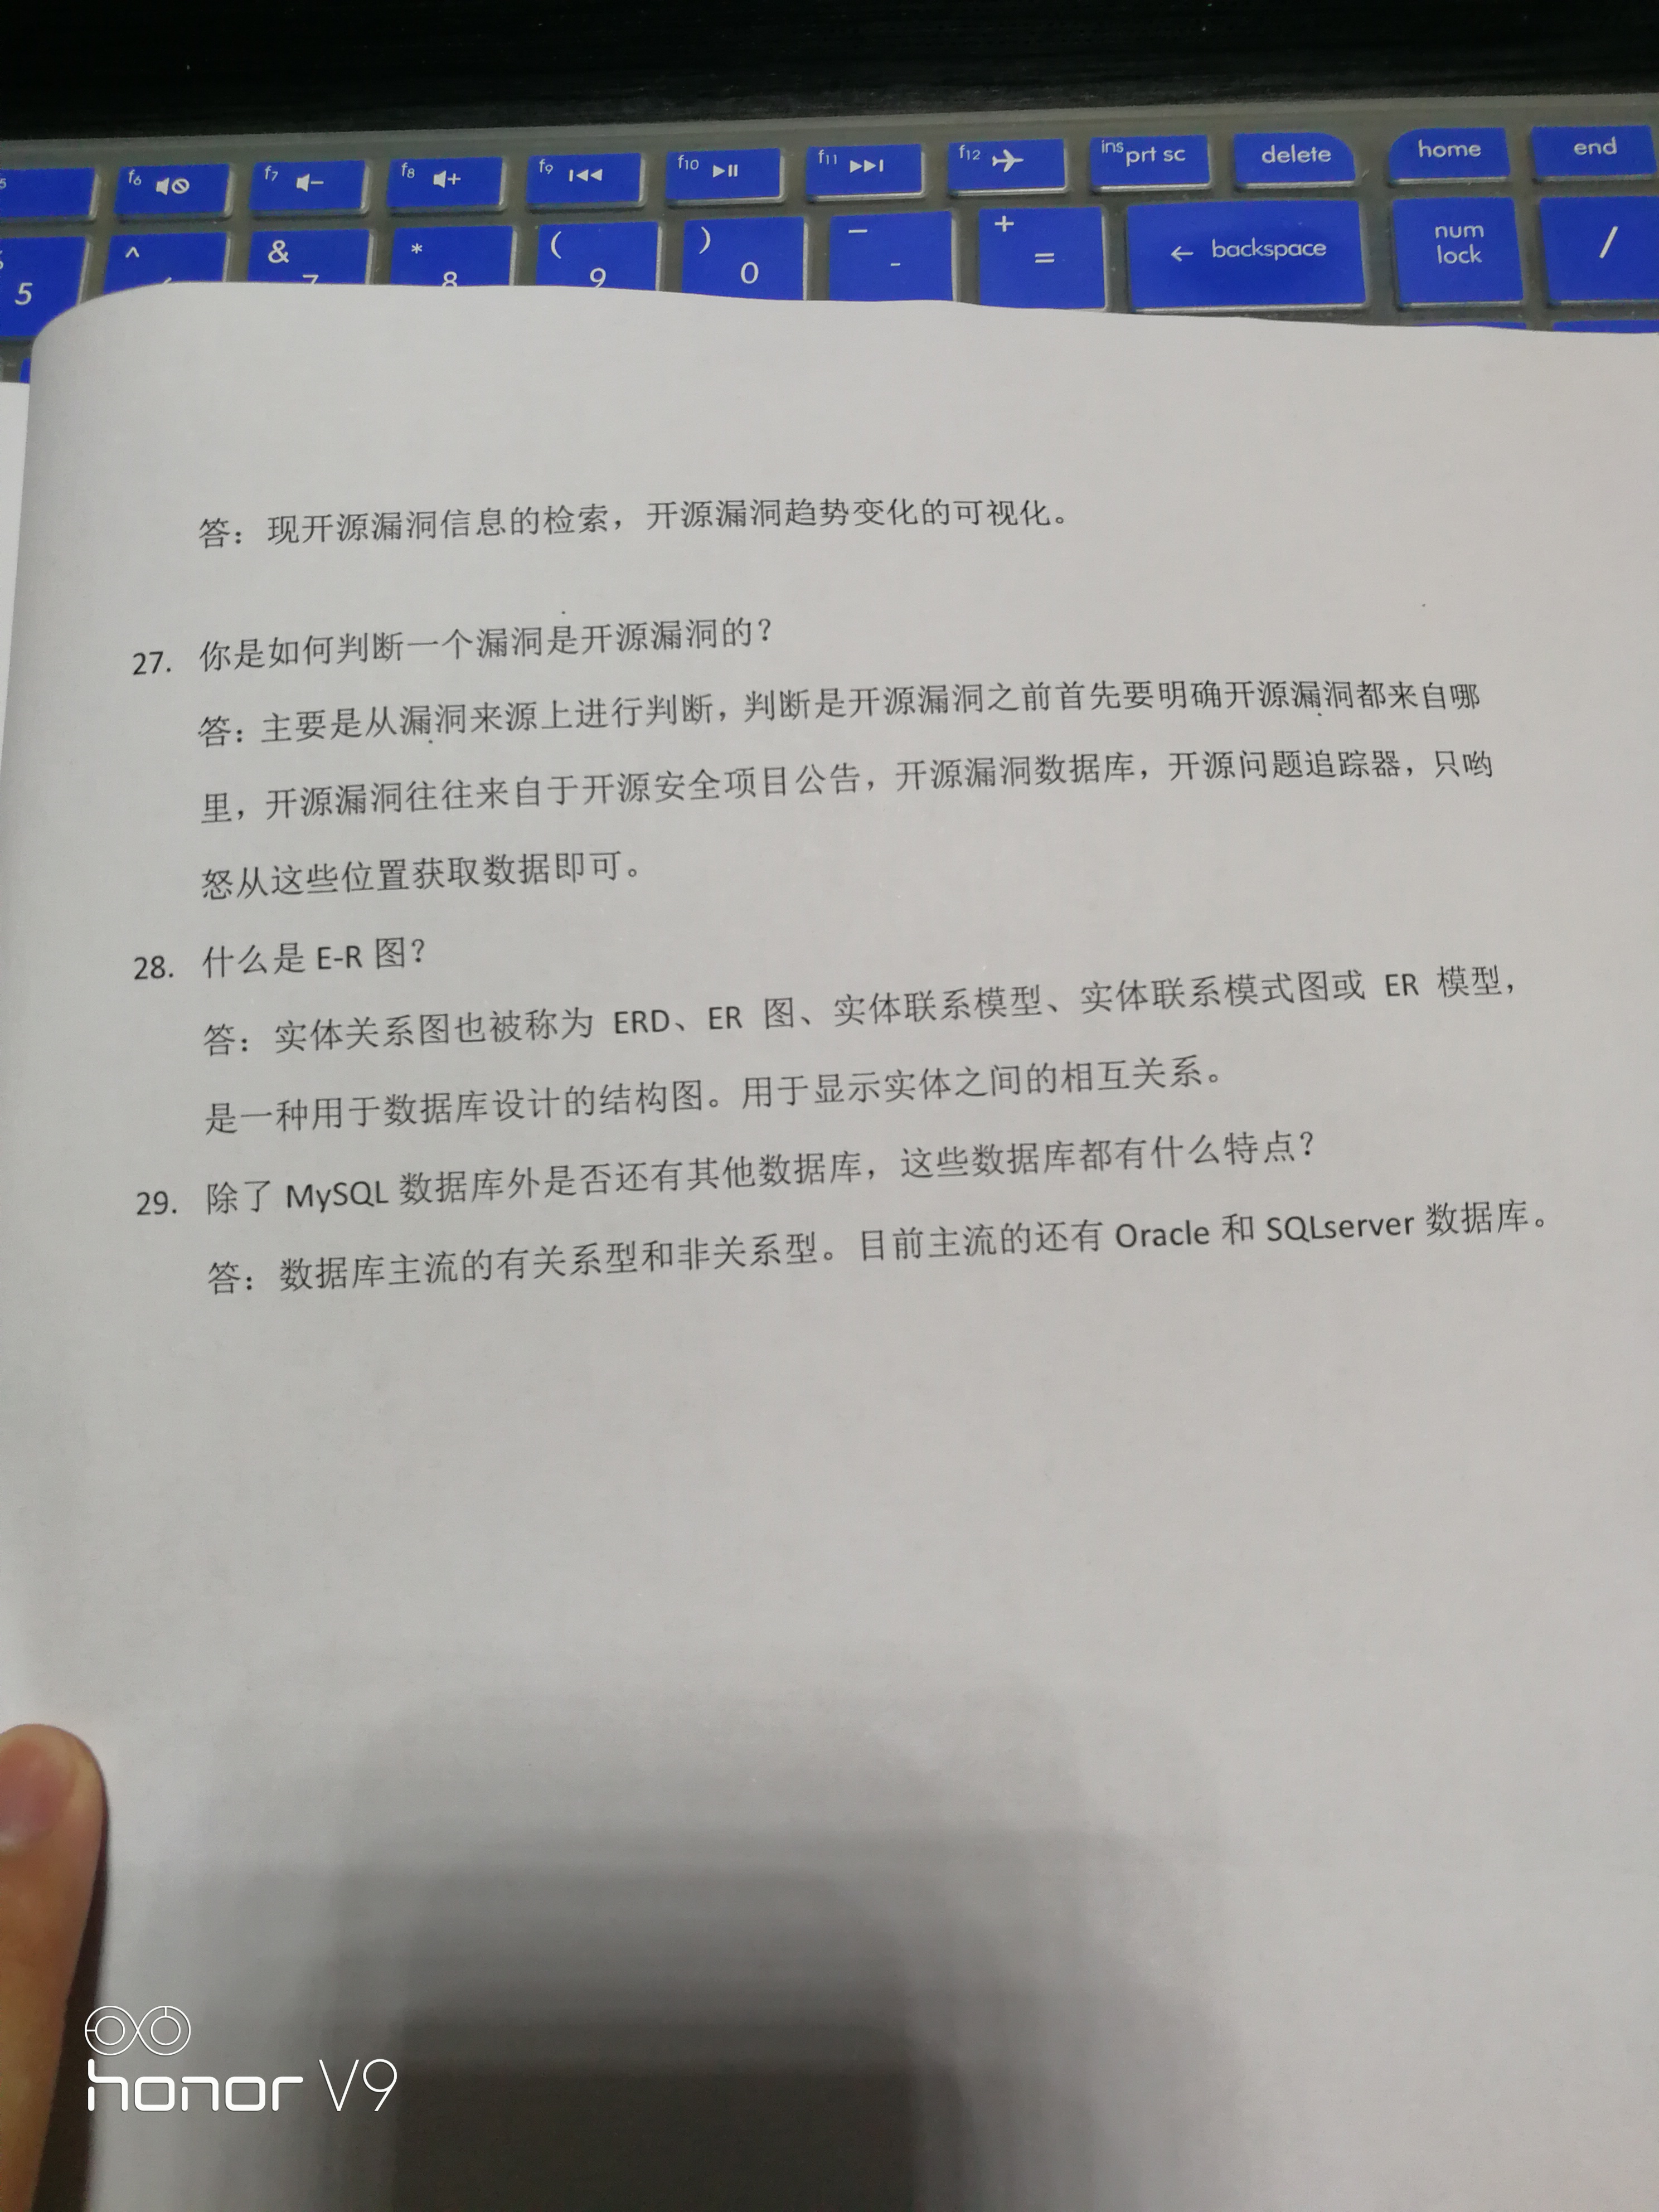 5
f6
f7
f8
f9
f10
f11
f12
ins prt sc
delete
home
end
5
^
&
7
*
8
(
9
)
0
—
-
+
=
← backspace
num
lock
/
答：现开源漏洞信息的检索，开源漏洞趋势变化的可视化。
27. 你是如何判断一个漏洞是开源漏洞的？
答：主要是从漏洞来源上进行判断，判断是开源漏洞之前首先要明确开源漏洞都来自哪
里，开源漏洞往往来自于开源安全项目公告，开源漏洞数据库，开源问题追踪器，只哟
怒从这些位置获取数据即可。
28. 什么是 E-R 图？
答：实体关系图也被称为 ERD、ER 图、实体联系模型、实体联系模式图或 ER 模型，
是一种用于数据库设计的结构图。用于显示实体之间的相互关系。
29. 除了 MySQL 数据库外是否还有其他数据库，这些数据库都有什么特点？
答：数据库主流的有关系型和非关系型。目前主流的还有 Oracle 和 SQLserver 数据库。
honor V9